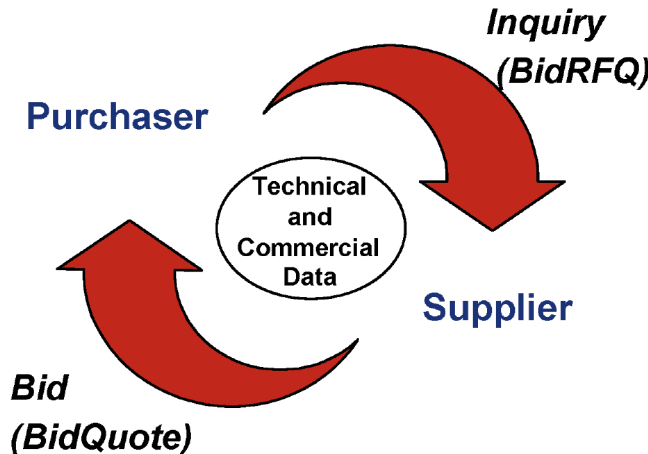 Inquiry
(BidRFQ)
Purchaser
Technical
and
Commercial
Data
Supplier
Bid
(BidQuote)